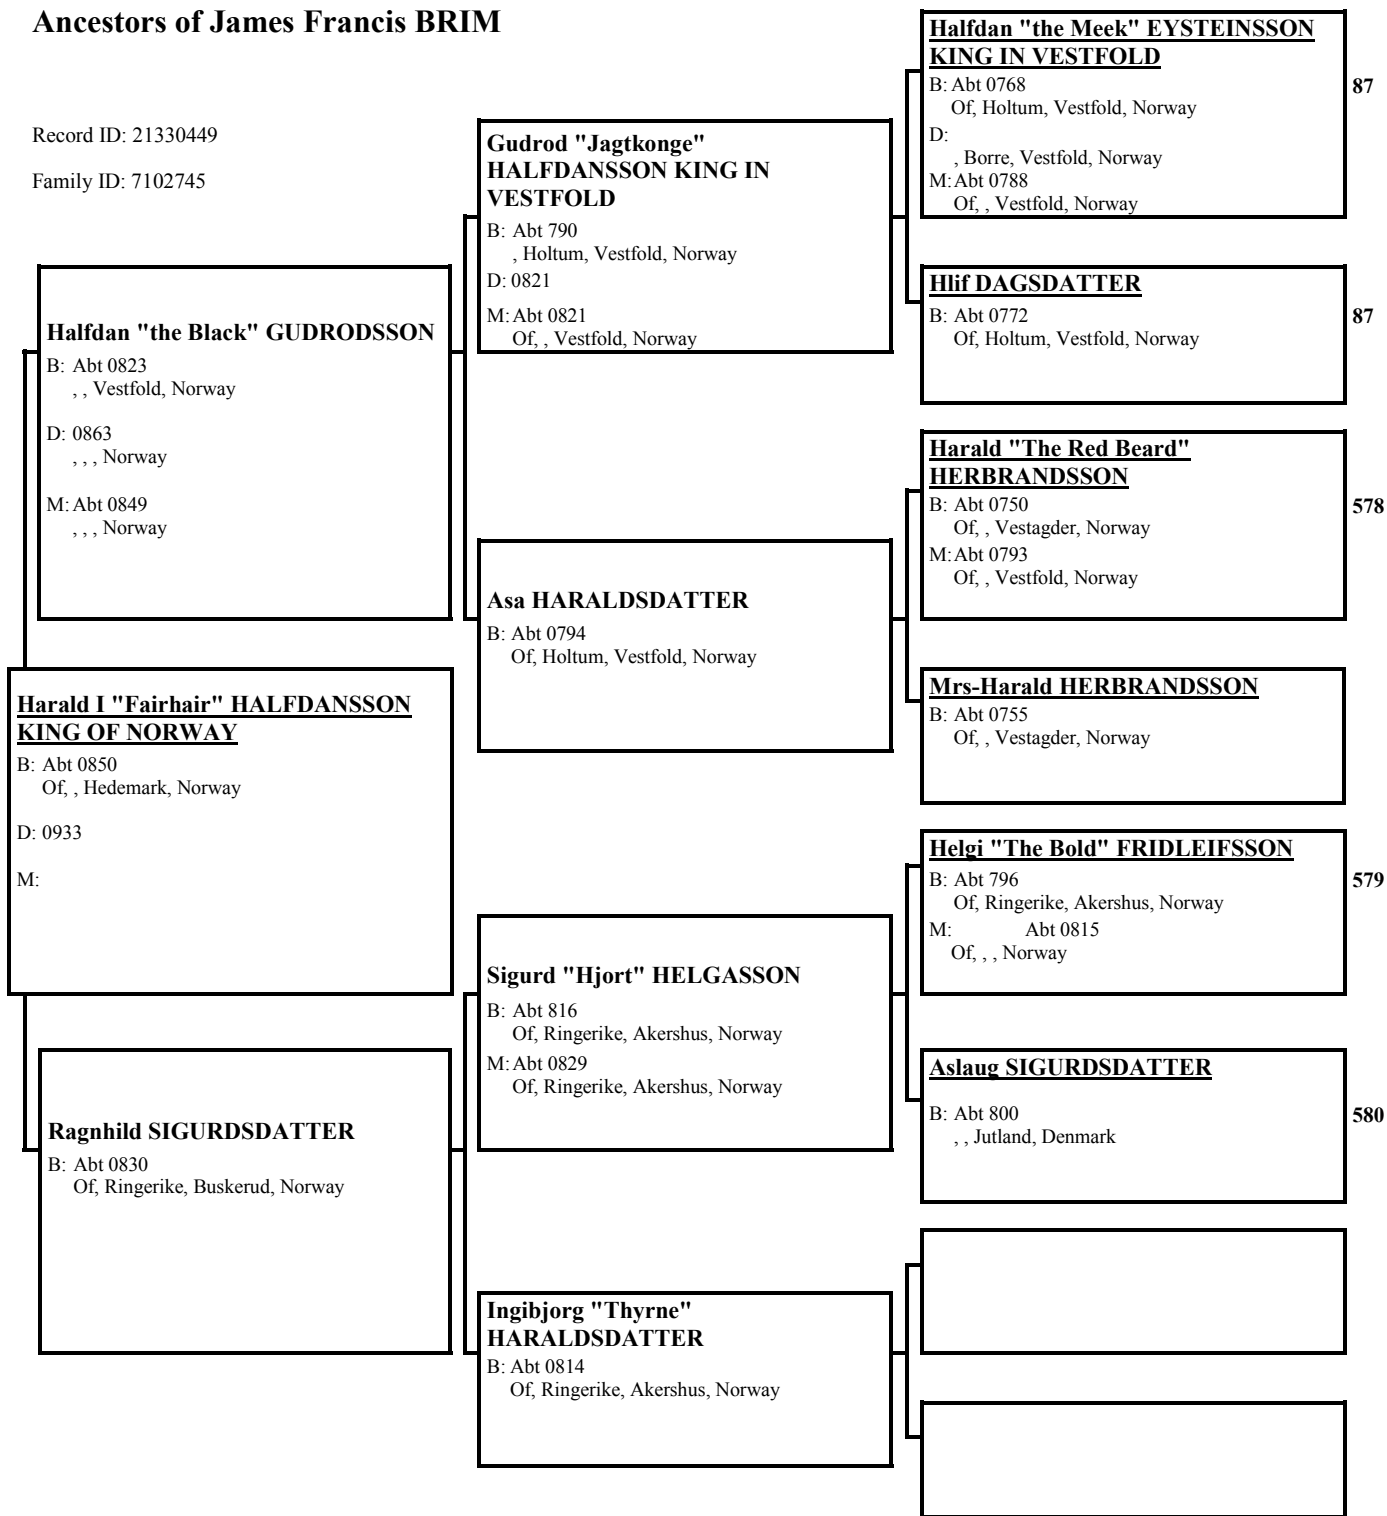 Ancestors of James Francis BRIM
Record ID: 21330449
Family ID: 7102745
Halfdan "the Black" GUDRODSSON
B: Abt 0823
, , Vestfold, Norway
D: 0863
, , , Norway
M: Abt 0849
, , , Norway
Harald I "Fairhair" HALFDANSSON
KING OF NORWAY
B: Abt 0850
Of, , Hedemark, Norway
D: 0933
M:
Ragnhild SIGURDSDATTER
B: Abt 0830
Of, Ringerike, Buskerud, Norway
Gudrod "Jagtkonge"
HALFDANSSON KING IN
VESTFOLD
B: Abt 790
, Holtum, Vestfold, Norway
D: 0821
M: Abt 0821
Of, , Vestfold, Norway
Asa HARALDSDATTER
B: Abt 0794
Of, Holtum, Vestfold, Norway
Sigurd "Hjort" HELGASSON
B: Abt 816
Of, Ringerike, Akershus, Norway
M: Abt 0829
Of, Ringerike, Akershus, Norway
Ingibjorg "Thyrne"
HARALDSDATTER
B: Abt 0814
Of, Ringerike, Akershus, Norway
Halfdan "the Meek" EYSTEINSSON
KING IN VESTFOLD
B: Abt 0768 87
Of, Holtum, Vestfold, Norway
D:
, Borre, Vestfold, Norway
M: Abt 0788
Of, , Vestfold, Norway
Hlif DAGSDATTER
B: Abt 0772 87
Of, Holtum, Vestfold, Norway
Harald "The Red Beard"
HERBRANDSSON
B: Abt 0750 578
Of, , Vestagder, Norway
M: Abt 0793
Of, , Vestfold, Norway
Mrs-Harald HERBRANDSSON
B: Abt 0755
Of, , Vestagder, Norway
Helgi "The Bold" FRIDLEIFSSON
B: Abt 796 579
Of, Ringerike, Akershus, Norway
M: Abt 0815
Of, , , Norway
Aslaug SIGURDSDATTER
B: Abt 800 580
, , Jutland, Denmark